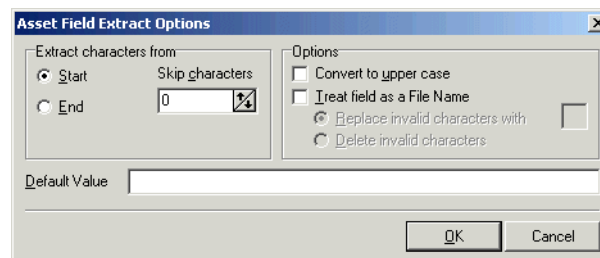 Asset Field Extract Options
Extract characters from
Start
Skip characters
End
0
Options
Convert to upper case
Treat field as a File Name
Replace invalid characters with
Delete invalid characters
Default Value
OK
Cancel